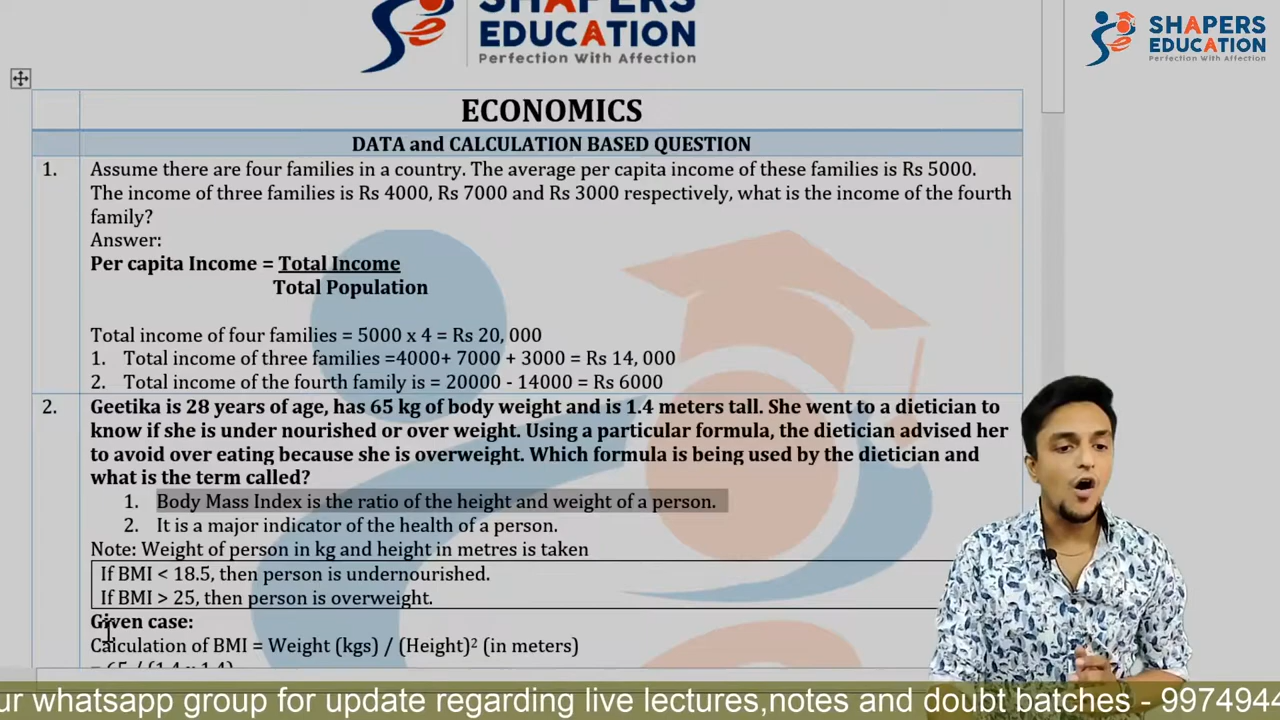 SHAPERS
EDUCATION
Perfection With Affection
SHAPERS
EDUCATION
Perfection With Affection
ECONOMICS
DATA and CALCULATION BASED QUESTION
1. Assume there are four families in a country. The average per capita income of these families is Rs 5000.
The income of three families is Rs 4000, Rs 7000 and Rs 3000 respectively, what is the income of the fourth
family?
Answer:
Per capita Income = Total Income
Total Population
Total income of four families = 5000 x 4 = Rs 20, 000
1. Total income of three families =4000+ 7000 + 3000 = Rs 14, 000
2. Total income of the fourth family is = 20000 - 14000 = Rs 6000
2. Geetika is 28 years of age, has 65 kg of body weight and is 1.4 meters tall. She went to a dietician to
know if she is under nourished or over weight. Using a particular formula, the dietician advised her
to avoid over eating because she is overweight. Which formula is being used by the dietician and
what is the term called?
1. Body Mass Index is the ratio of the height and weight of a person.
2. It is a major indicator of the health of a person.
Note: Weight of person in kg and height in metres is taken
If BMI < 18.5, then person is undernourished.
If BMI > 25, then person is overweight.
Given case:
Calculation of BMI = Weight (kgs) / (Height)² (in meters)
= 65 / (1.4 x 1.4)
ur whatsapp group for update regarding live lectures,notes and doubt batches - 9974944